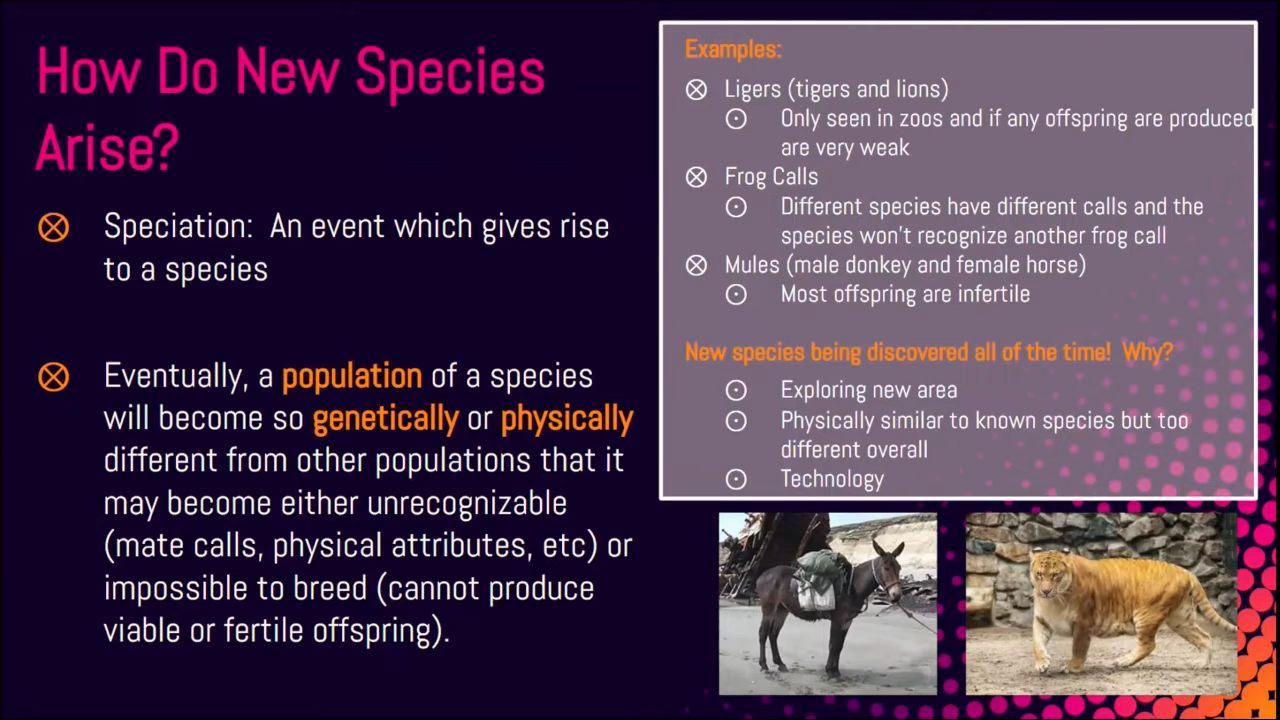 How Do New Species
Arise?
Speciation: An event which gives rise
to a species
Eventually, a population of a species
will become so genetically or physically
different from other populations that it
may become either unrecognizable
(mate calls, physical attributes, etc) or
impossible to breed (cannot produce
viable or fertile offspring).
Examples:
Ligers (tigers and lions)
Only seen in zoos and if any offspring are produced
are very weak
Frog Calls
Different species have different calls and the
species won't recognize another frog call
Mules (male donkey and female horse)
Most offspring are infertile
New species being discovered all of the time! Why?
Exploring new area
Physically similar to known species but too
different overall
Technology